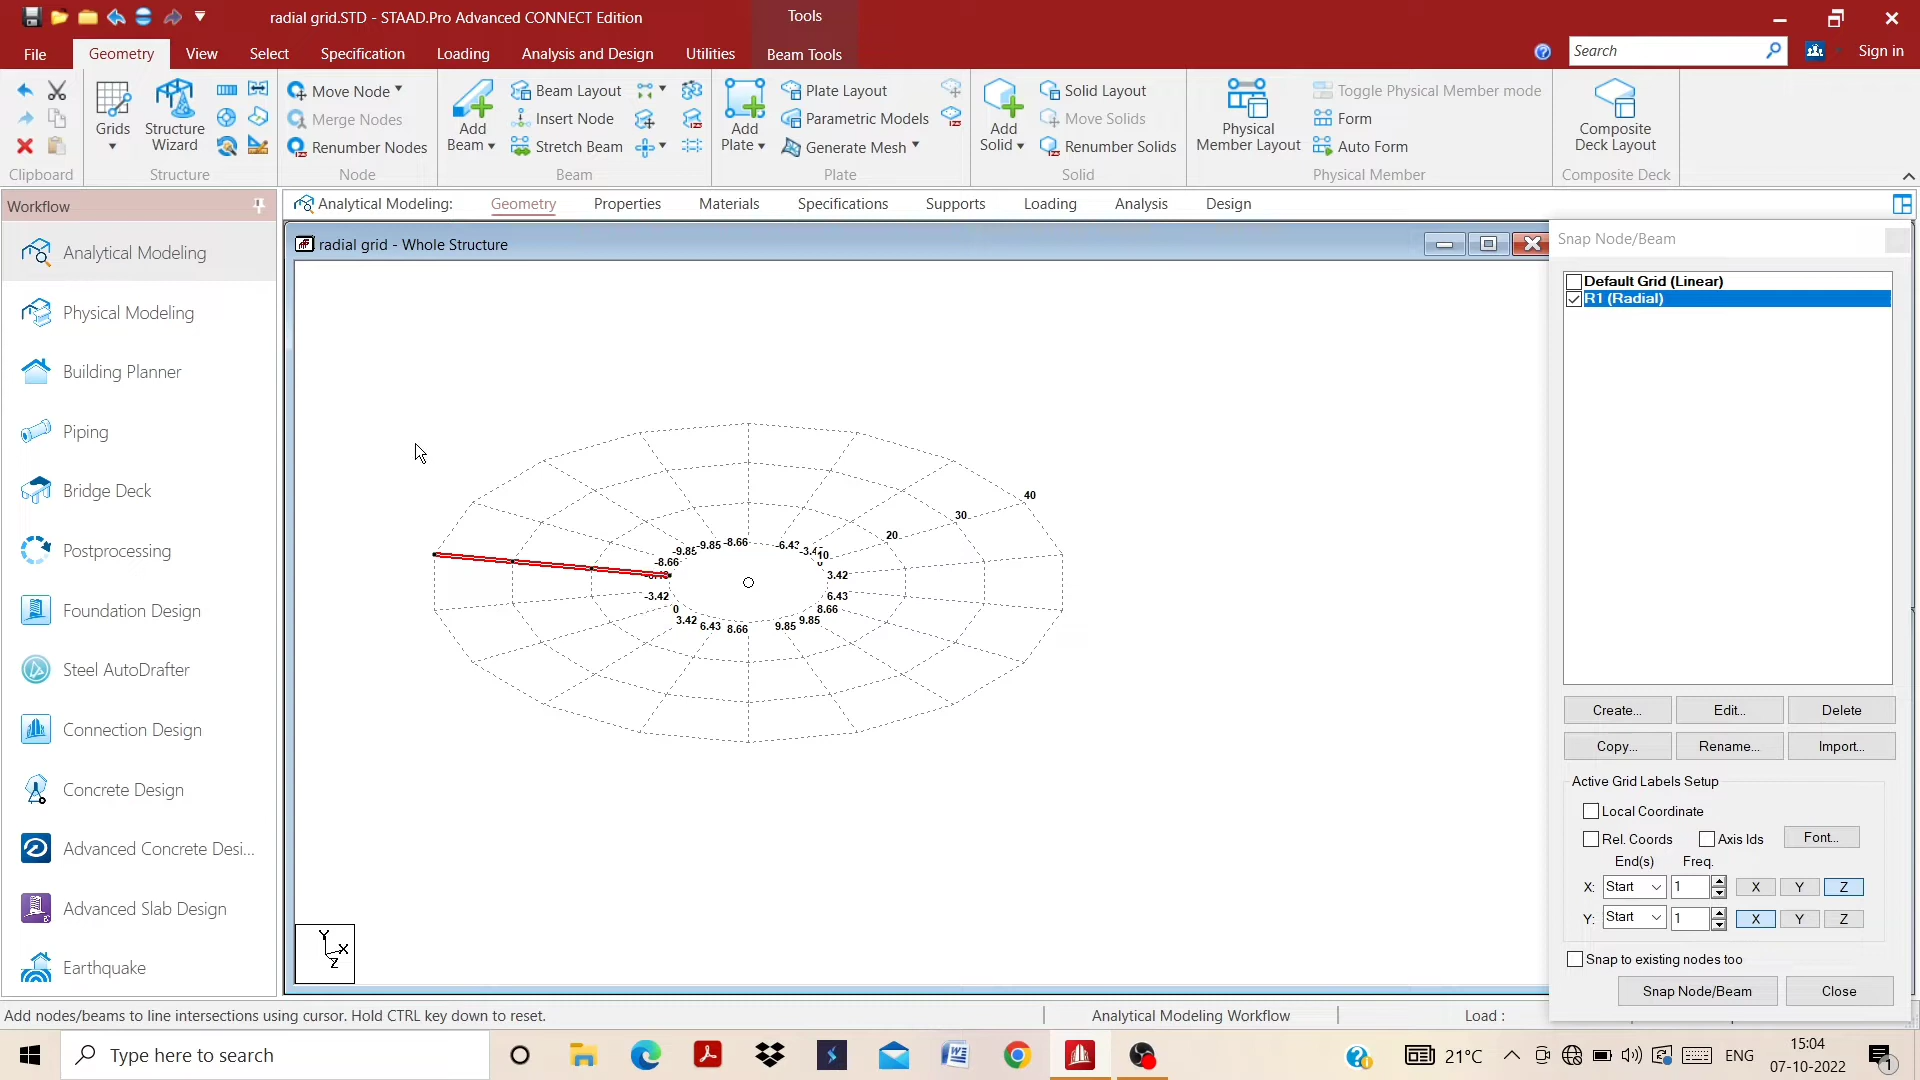 radial grid.STD - STAAD.Pro Advanced CONNECT Edition
Tools
File
Geometry
View
Select
Specification
Loading
Analysis and Design
Utilities
Beam Tools
Search
Sign in
Grids
Structure Wizard
Move Node
Merge Nodes
Renumber Nodes
Add Beam
Beam Layout
Insert Node
Stretch Beam
Add Plate
Plate Layout
Parametric Models
Generate Mesh
Add Solid
Solid Layout
Move Solids
Renumber Solids
Physical Member Layout
Toggle Physical Member mode
Form
Auto Form
Composite Deck Layout
Clipboard
Structure
Node
Beam
Plate
Solid
Physical Member
Composite Deck
Workflow
Analytical Modeling:
Geometry
Properties
Materials
Specifications
Supports
Loading
Analysis
Design
Analytical Modeling
Physical Modeling
Building Planner
Piping
Bridge Deck
Postprocessing
Foundation Design
Steel AutoDrafter
Connection Design
Concrete Design
Advanced Concrete Desi...
Advanced Slab Design
Earthquake
radial grid - Whole Structure
40
30
20
10
0
-9.85
-9.85
-8.66
-6.43
-8.66
3.42
-3.42
6.43
0
8.66
3.42
6.43
8.66
9.85
9.85
Y
X
Z
Snap Node/Beam
Default Grid (Linear)
R1 (Radial)
Create...
Edit...
Delete
Copy...
Rename...
Import...
Active Grid Labels Setup
Local Coordinate
Rel. Coords
Axis Ids
Font...
End(s)
Freq.
X:
Start
1
X
Y
Z
Y:
Start
1
X
Y
Z
Snap to existing nodes too
Snap Node/Beam
Close
Add nodes/beams to line intersections using cursor. Hold CTRL key down to reset.
Analytical Modeling Workflow
Load :
Type here to search
21°C
ENG
15:04
07-10-2022
1